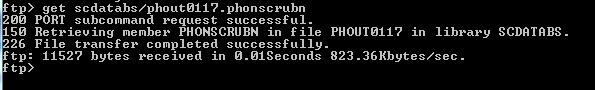 ftp> get scdatabs/phout0117.phonscrubn
200 PORT subcommand request successful.
150 Retrieving member PHONSCRUBN in file PHOUT0117 in library SCDATABS.
226 File transfer completed successfully.
ftp: 11527 bytes received in 0.01Seconds 823.36Kbytes/sec.
ftp>